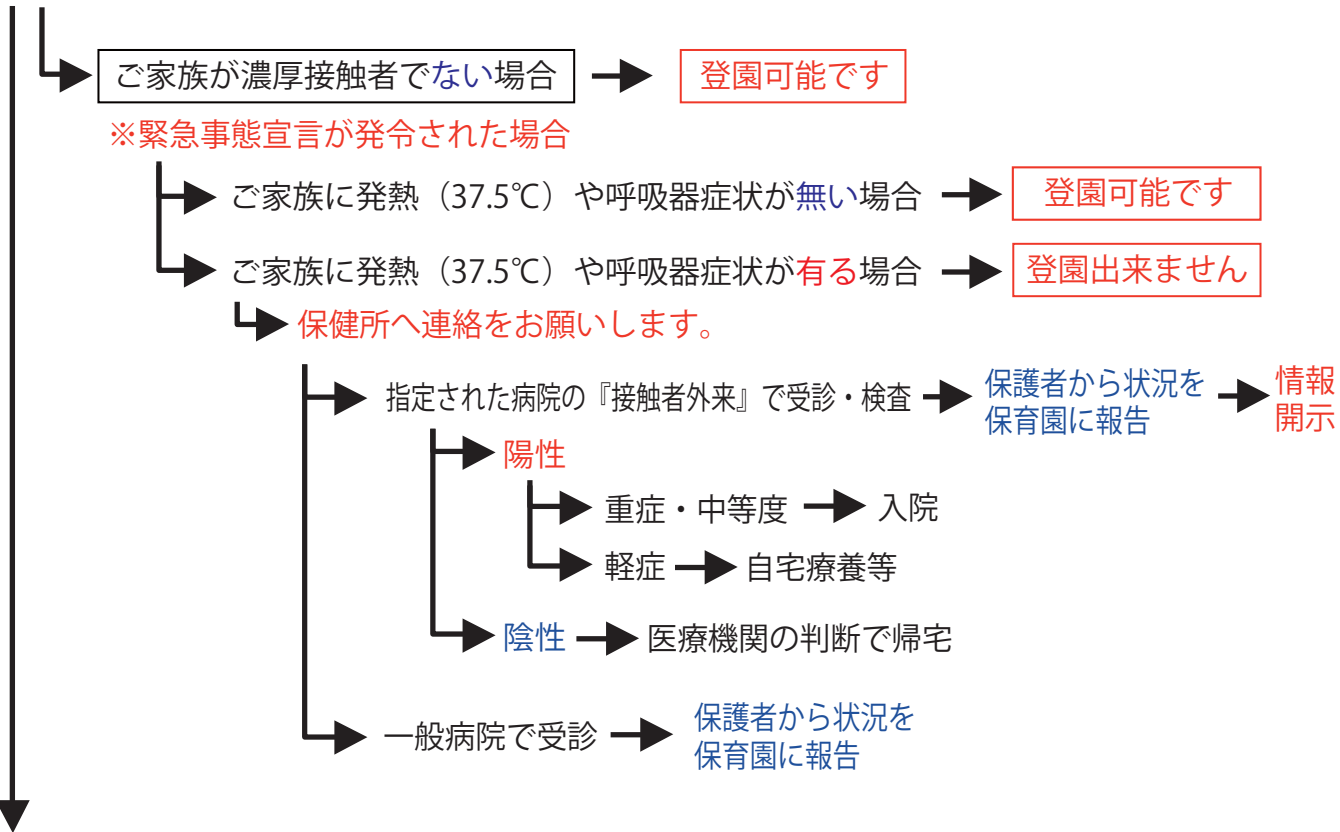 ご家族が濃厚接触者でない場合 登園可能です
※緊急事態宣言が発令された場合
ご家族に発熱（37.5℃）や呼吸器症状が無い場合 登園可能です
ご家族に発熱（37.5℃）や呼吸器症状が有る場合 登園出来ません
保健所へ連絡をお願いします。
指定された病院の『接触者外来』で受診・検査
保護者から状況を
保育園に報告
情報
開示
陽性
重症・中等度 入院
軽症 自宅療養等
陰性 医療機関の判断で帰宅
一般病院で受診
保護者から状況を
保育園に報告